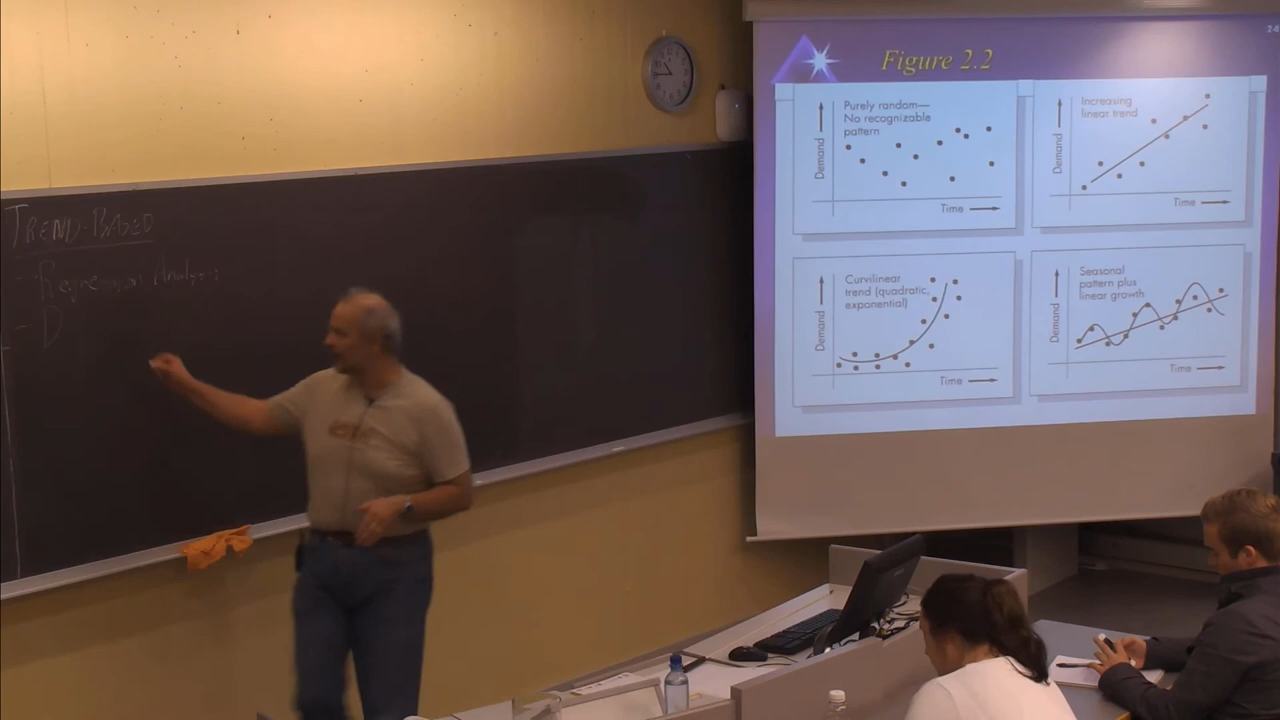 TREND-BASED
- Regression Analysis
- D
Figure 2.2
Purely random—
No recognizable
pattern
Demand
Time
Increasing
linear trend
Demand
Time
Curvilinear
trend (quadratic,
exponential)
Demand
Time
Seasonal
pattern plus
linear growth
Demand
Time